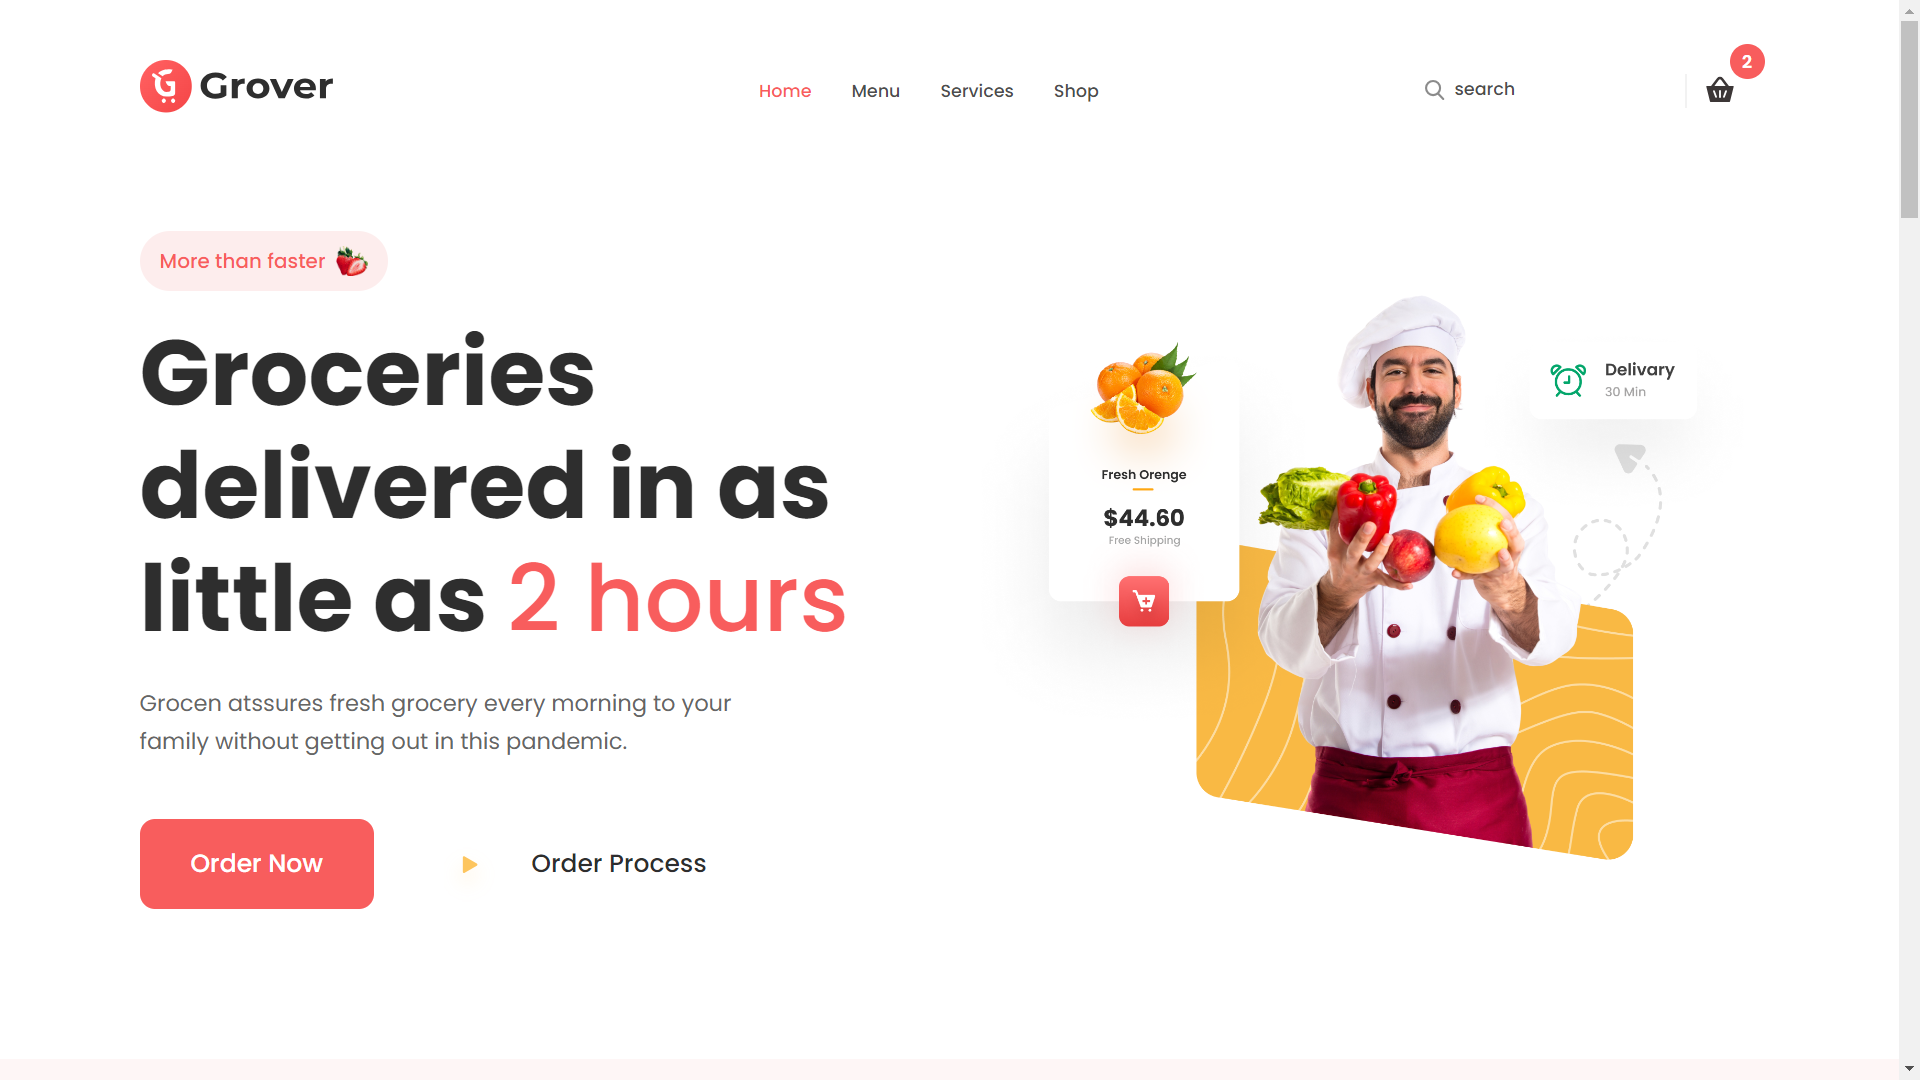 Grover
Home
Menu
Services
Shop
search
2
More than faster
Groceries
delivered in as
little as 2 hours
Grocen atssures fresh grocery every morning to your
family without getting out in this pandemic.
Order Now
Order Process
Fresh Orenge
$44.60
Free Shipping
Delivary
30 Min